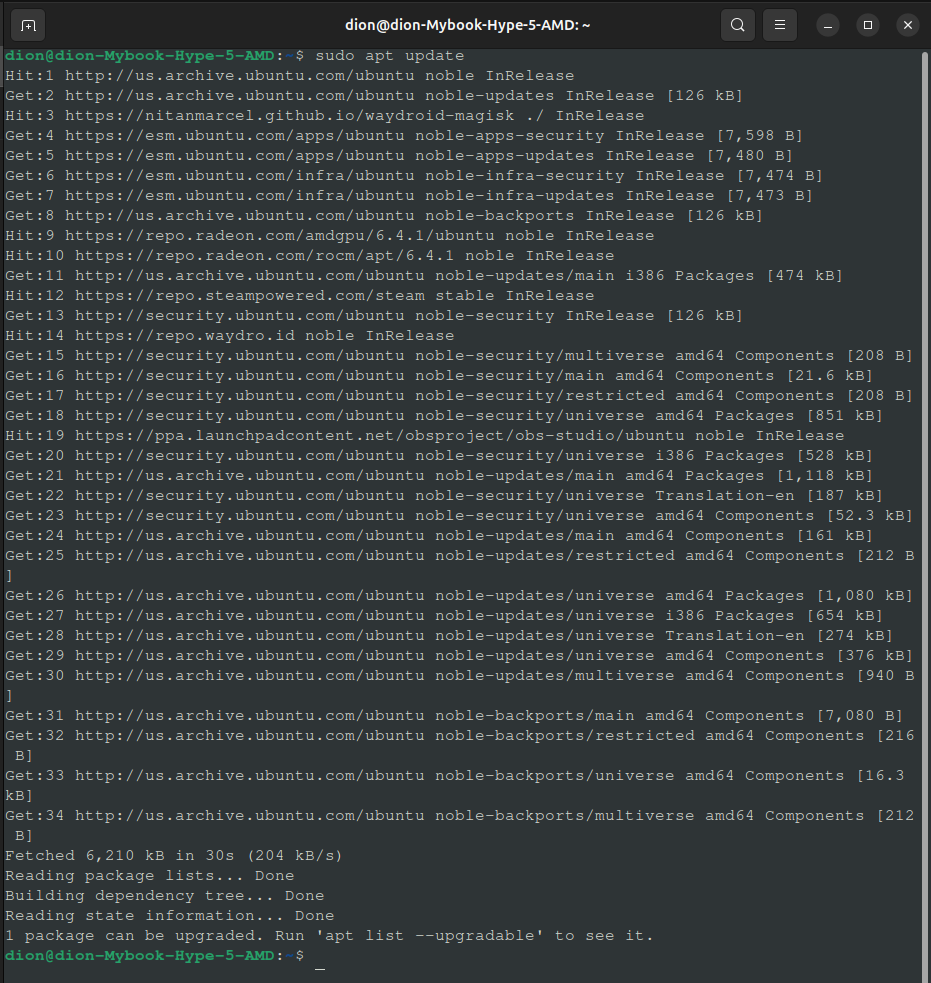 dion@dion-Mybook-Hype-5-AMD: ~
dion@dion-Mybook-Hype-5-AMD:~$ sudo apt update
Hit:1 http://us.archive.ubuntu.com/ubuntu noble InRelease
Get:2 http://us.archive.ubuntu.com/ubuntu noble-updates InRelease [126 kB]
Hit:3 https://nitanmarcel.github.io/waydroid-magisk ./ InRelease
Get:4 https://esm.ubuntu.com/apps/ubuntu noble-apps-security InRelease [7,598 B]
Get:5 https://esm.ubuntu.com/apps/ubuntu noble-apps-updates InRelease [7,480 B]
Get:6 https://esm.ubuntu.com/infra/ubuntu noble-infra-security InRelease [7,474 B]
Get:7 https://esm.ubuntu.com/infra/ubuntu noble-infra-updates InRelease [7,473 B]
Get:8 http://us.archive.ubuntu.com/ubuntu noble-backports InRelease [126 kB]
Hit:9 https://repo.radeon.com/amdgpu/6.4.1/ubuntu noble InRelease
Hit:10 https://repo.radeon.com/rocm/apt/6.4.1 noble InRelease
Get:11 http://us.archive.ubuntu.com/ubuntu noble-updates/main i386 Packages [474 kB]
Hit:12 https://repo.steampowered.com/steam stable InRelease
Get:13 http://security.ubuntu.com/ubuntu noble-security InRelease [126 kB]
Hit:14 https://repo.waydro.id noble InRelease
Get:15 http://security.ubuntu.com/ubuntu noble-security/multiverse amd64 Components [208 B]
Get:16 http://security.ubuntu.com/ubuntu noble-security/main amd64 Components [21.6 kB]
Get:17 http://security.ubuntu.com/ubuntu noble-security/restricted amd64 Components [208 B]
Get:18 http://security.ubuntu.com/ubuntu noble-security/universe amd64 Packages [851 kB]
Hit:19 https://ppa.launchpadcontent.net/obsproject/obs-studio/ubuntu noble InRelease
Get:20 http://security.ubuntu.com/ubuntu noble-security/universe i386 Packages [528 kB]
Get:21 http://us.archive.ubuntu.com/ubuntu noble-updates/main amd64 Packages [1,118 kB]
Get:22 http://security.ubuntu.com/ubuntu noble-security/universe Translation-en [187 kB]
Get:23 http://security.ubuntu.com/ubuntu noble-security/universe amd64 Components [52.3 kB]
Get:24 http://us.archive.ubuntu.com/ubuntu noble-updates/main amd64 Components [161 kB]
Get:25 http://us.archive.ubuntu.com/ubuntu noble-updates/restricted amd64 Components [212 B
]
Get:26 http://us.archive.ubuntu.com/ubuntu noble-updates/universe amd64 Packages [1,080 kB]
Get:27 http://us.archive.ubuntu.com/ubuntu noble-updates/universe i386 Packages [654 kB]
Get:28 http://us.archive.ubuntu.com/ubuntu noble-updates/universe Translation-en [274 kB]
Get:29 http://us.archive.ubuntu.com/ubuntu noble-updates/universe amd64 Components [376 kB]
Get:30 http://us.archive.ubuntu.com/ubuntu noble-updates/multiverse amd64 Components [940 B
]
Get:31 http://us.archive.ubuntu.com/ubuntu noble-backports/main amd64 Components [7,080 B]
Get:32 http://us.archive.ubuntu.com/ubuntu noble-backports/restricted amd64 Components [216
 B]
Get:33 http://us.archive.ubuntu.com/ubuntu noble-backports/universe amd64 Components [16.3
kB]
Get:34 http://us.archive.ubuntu.com/ubuntu noble-backports/multiverse amd64 Components [212
 B]
Fetched 6,210 kB in 30s (204 kB/s)
Reading package lists... Done
Building dependency tree... Done
Reading state information... Done
1 package can be upgraded. Run 'apt list --upgradable' to see it.
dion@dion-Mybook-Hype-5-AMD:~$